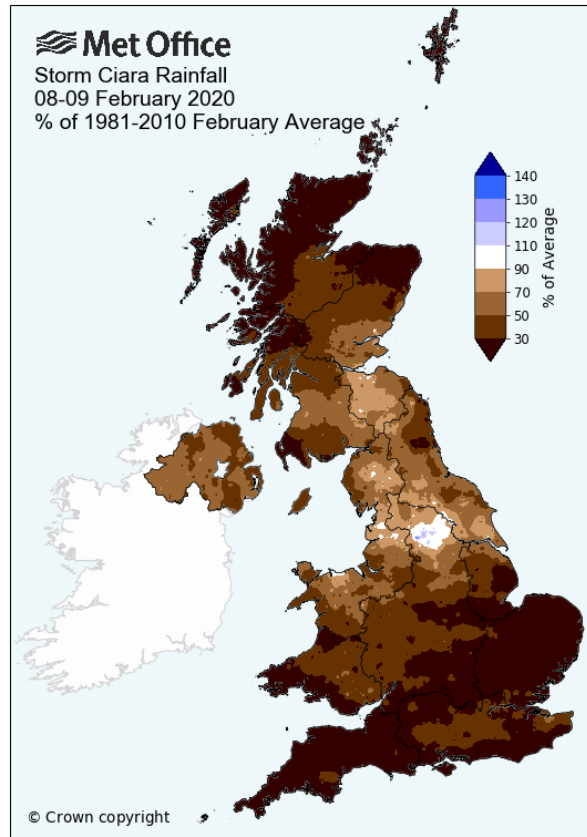 Met Office
Storm Ciara Rainfall
08-09 February 2020
% of 1981-2010 February Average
140
130
120
110
90
70
50
30
% of Average
© Crown copyright